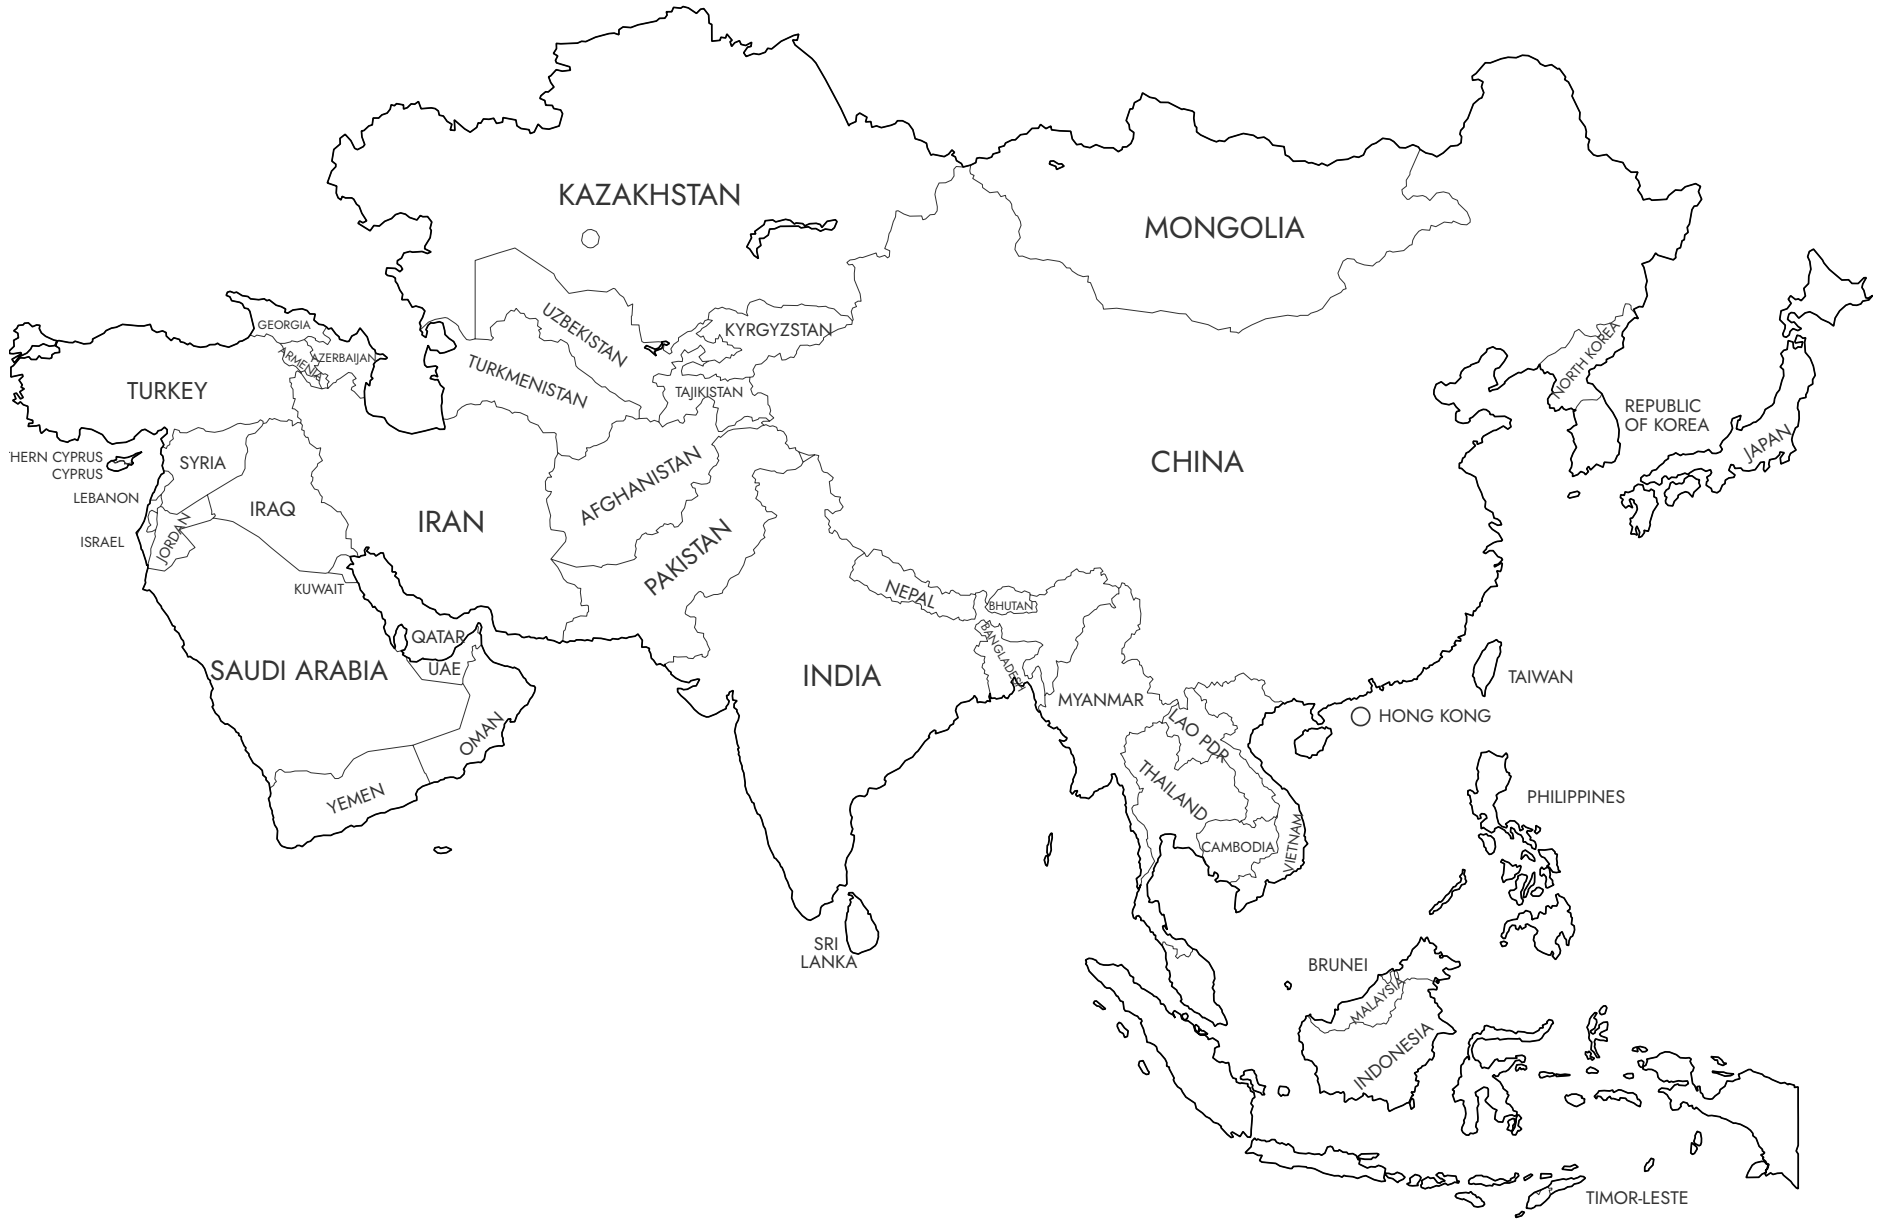 KAZAKHSTAN
MONGOLIA
UZBEKISTAN
KYRGYZSTAN
GEORGIA
ARMENIA
AZERBAIJAN
TURKMENISTAN
TAJIKISTAN
TURKEY
NORTH KOREA
REPUBLIC
OF KOREA
JAPAN
CHINA
HERN CYPRUS
CYPRUS
SYRIA
LEBANON
IRAQ
ISRAEL
JORDAN
IRAN
AFGHANISTAN
PAKISTAN
KUWAIT
NEPAL
BHUTAN
BANGLADESH
QATAR
UAE
SAUDI ARABIA
INDIA
MYANMAR
TAIWAN
HONG KONG
LAO PDR
OMAN
YEMEN
THAILAND
CAMBODIA
VIETNAM
PHILIPPINES
SRI
LANKA
BRUNEI
MALAYSIA
INDONESIA
TIMOR-LESTE